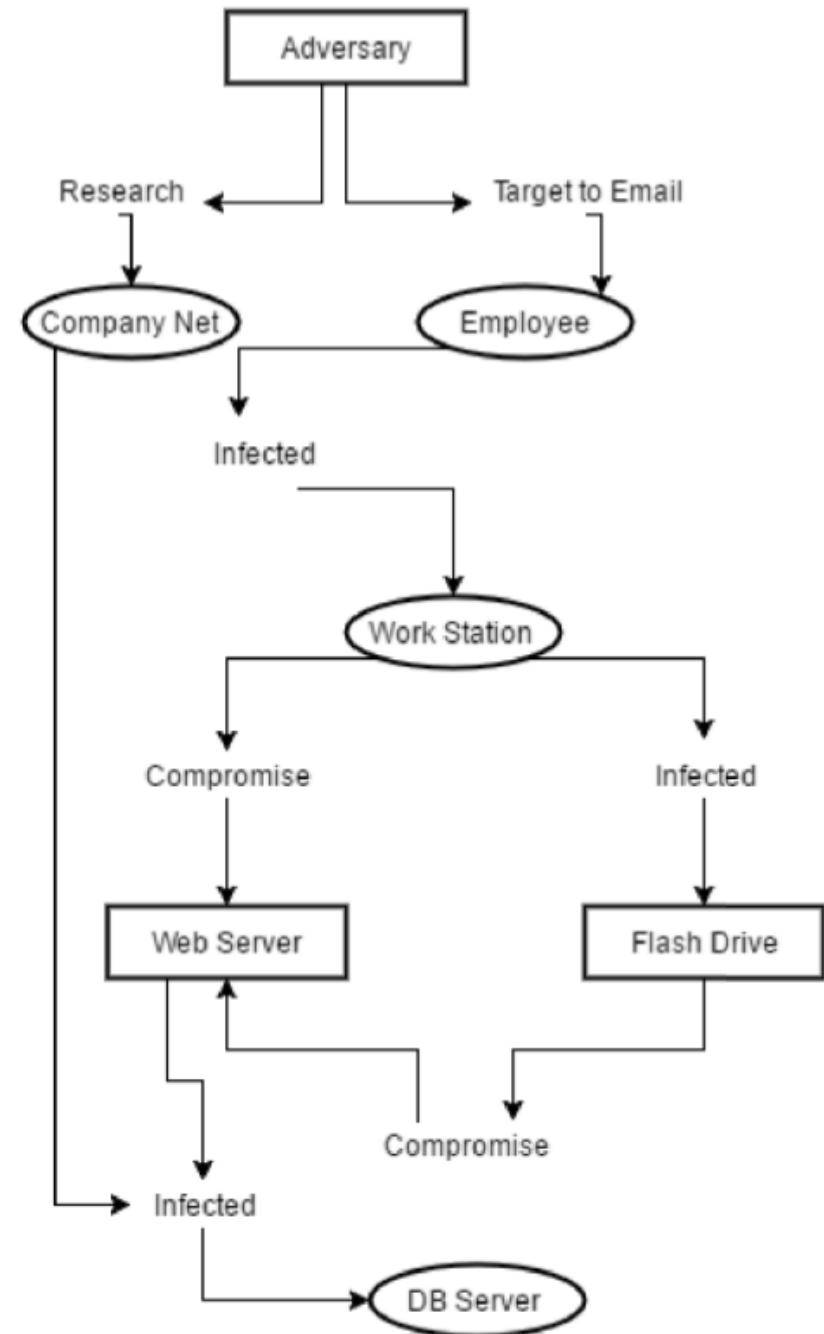 Adversary
Research
Target to Email
Company Net
Employee
Infected
Work Station
Compromise
Infected
Web Server
Flash Drive
Compromise
Infected
DB Server